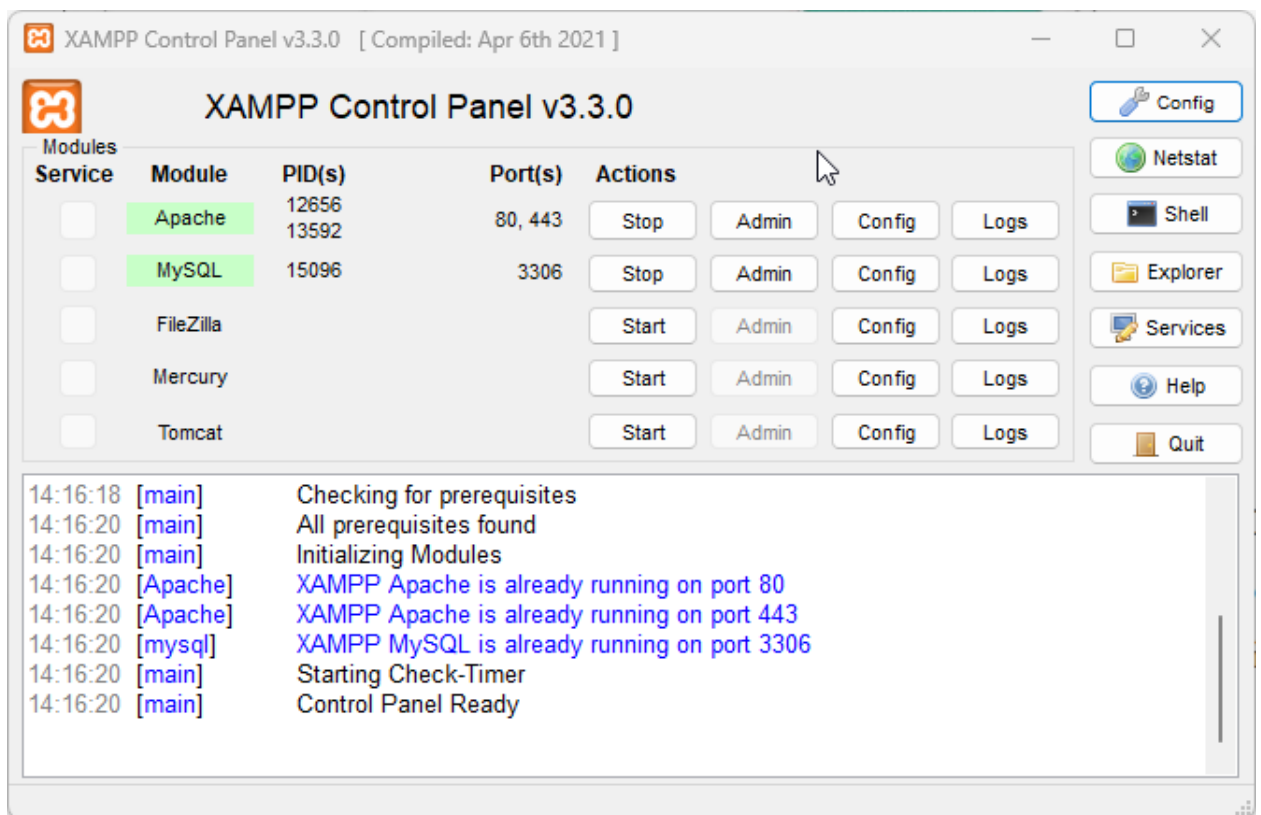 XAMPP Control Panel v3.3.0 [ Compiled: Apr 6th 2021 ]
XAMPP Control Panel v3.3.0
Config
Modules
Netstat
Service Module PID(s) Port(s) Actions
Apache 12656 13592 80, 443 Stop Admin Config Logs
Shell
MySQL 15096 3306 Stop Admin Config Logs
Explorer
FileZilla Start Admin Config Logs
Services
Mercury Start Admin Config Logs
Help
Tomcat Start Admin Config Logs
Quit
14:16:18 [main] Checking for prerequisites
14:16:20 [main] All prerequisites found
14:16:20 [main] Initializing Modules
14:16:20 [Apache] XAMPP Apache is already running on port 80
14:16:20 [Apache] XAMPP Apache is already running on port 443
14:16:20 [mysql] XAMPP MySQL is already running on port 3306
14:16:20 [main] Starting Check-Timer
14:16:20 [main] Control Panel Ready